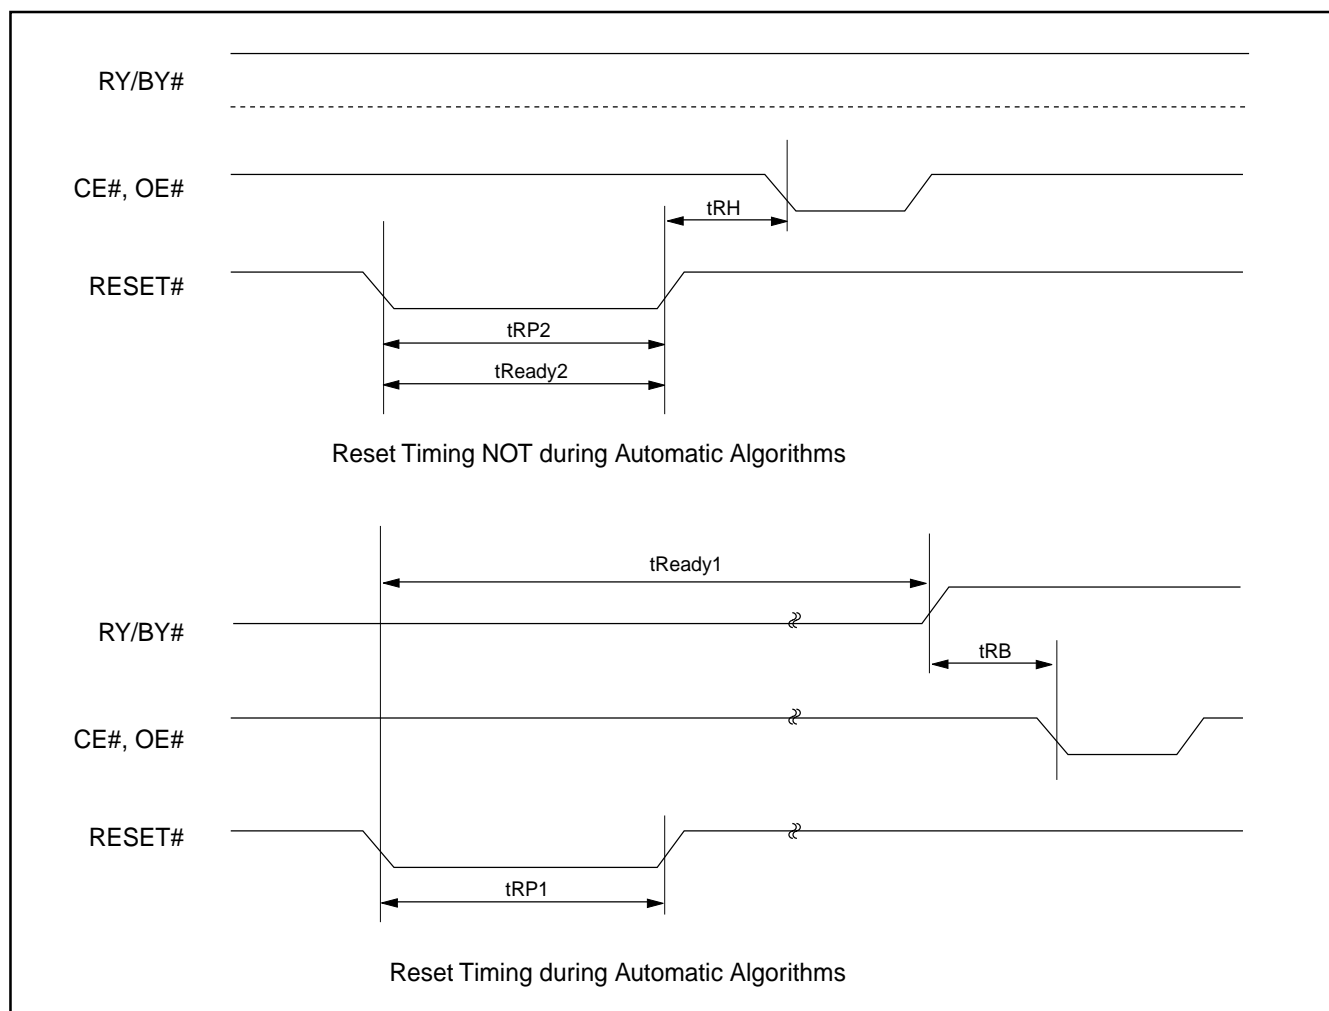 RY/BY#
CE#, OE#
tRH
RESET#
tRP2
tReady2
Reset Timing NOT during Automatic Algorithms
tReady1
RY/BY#
tRB
CE#, OE#
RESET#
tRP1
Reset Timing during Automatic Algorithms